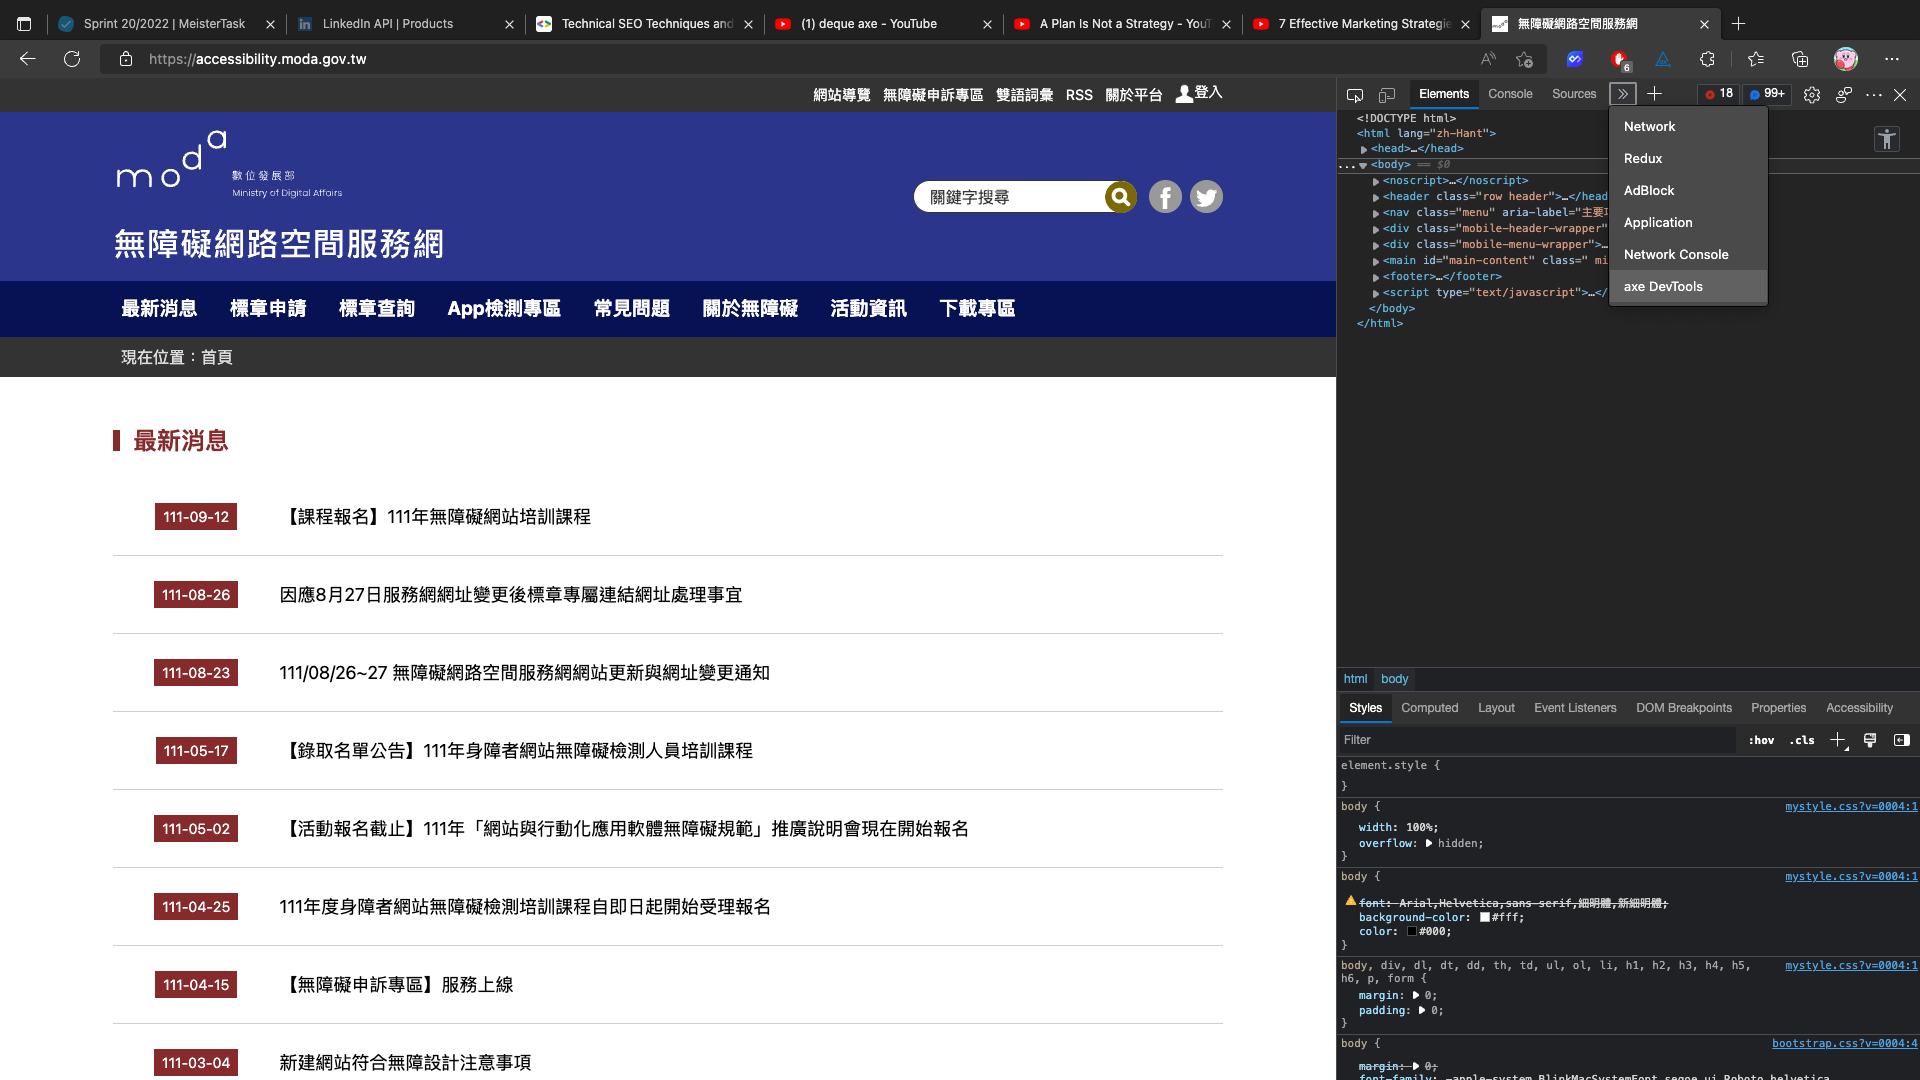 Sprint 20/2022 | MeisterTask
LinkedIn API | Products
Technical SEO Techniques and
(1) deque axe - YouTube
A Plan Is Not a Strategy - YouT
7 Effective Marketing Strategie
無障礙網路空間服務網
https://accessibility.moda.gov.tw
6
網站導覽 無障礙申訴專區 雙語詞彙 RSS 關於平台 登入
moda
數位發展部
Ministry of Digital Affairs
關鍵字搜尋
無障礙網路空間服務網
最新消息 標章申請 標章查詢 App檢測專區 常見問題 關於無障礙 活動資訊 下載專區
現在位置：首頁
最新消息
111-09-12 【課程報名】111年無障礙網站培訓課程
111-08-26 因應8月27日服務網網址變更後標章專屬連結網址處理事宜
111-08-23 111/08/26~27 無障礙網路空間服務網網站更新與網址變更通知
111-05-17 【錄取名單公告】111年身障者網站無障礙檢測人員培訓課程
111-05-02 【活動報名截止】111年「網站與行動化應用軟體無障礙規範」推廣說明會現在開始報名
111-04-25 111年度身障者網站無障礙檢測培訓課程自即日起開始受理報名
111-04-15 【無障礙申訴專區】服務上線
111-03-04 新建網站符合無障設計注意事項
Elements Console Sources 18 99+
Network
Redux
AdBlock
Application
Network Console
axe DevTools
<!DOCTYPE html>
<html lang="zh-Hant">
<head>…</head>
<body> == $0
<noscript>…</noscript>
<header class="row header">…</head
<nav class="menu" aria-label="主要
<div class="mobile-header-wrapper"
<div class="mobile-menu-wrapper">…
<main id="main-content" class=" mi
<footer>…</footer>
<script type="text/javascript">…</
</body>
</html>
html body
Styles Computed Layout Event Listeners DOM Breakpoints Properties Accessibility
Filter :hov .cls
element.style {
}
body { mystyle.css?v=0004:1
width: 100%;
overflow: hidden;
}
body { mystyle.css?v=0004:1
font: Arial,Helvetica,sans-serif,細明體,新細明體;
background-color: #fff;
color: #000;
}
body, div, dl, dt, dd, th, td, ul, ol, li, h1, h2, h3, h4, h5, mystyle.css?v=0004:1
h6, p, form {
margin: 0;
padding: 0;
}
body { bootstrap.css?v=0004:4
margin: 0;
font-family: -apple-system,BlinkMacSystemFont,segoe ui,Roboto,helvetica